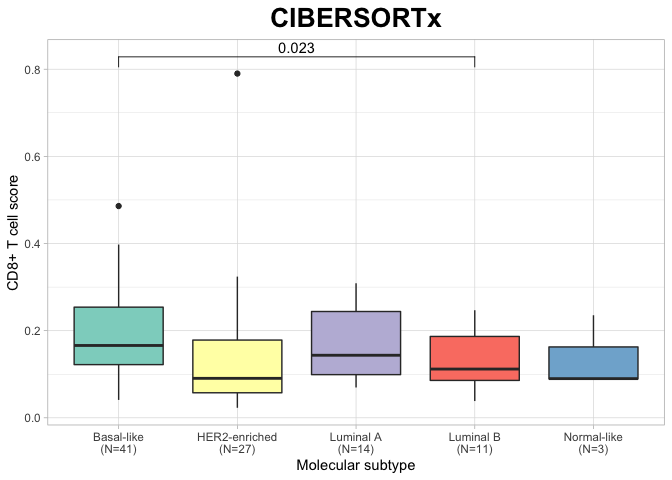 CIBERSORTx
0.023
0.8
0.6
0.4
0.2
0.0
CD8+ T cell score
Basal-like
(N=41)
HER2-enriched
(N=27)
Luminal A
(N=14)
Luminal B
(N=11)
Normal-like
(N=3)
Molecular subtype